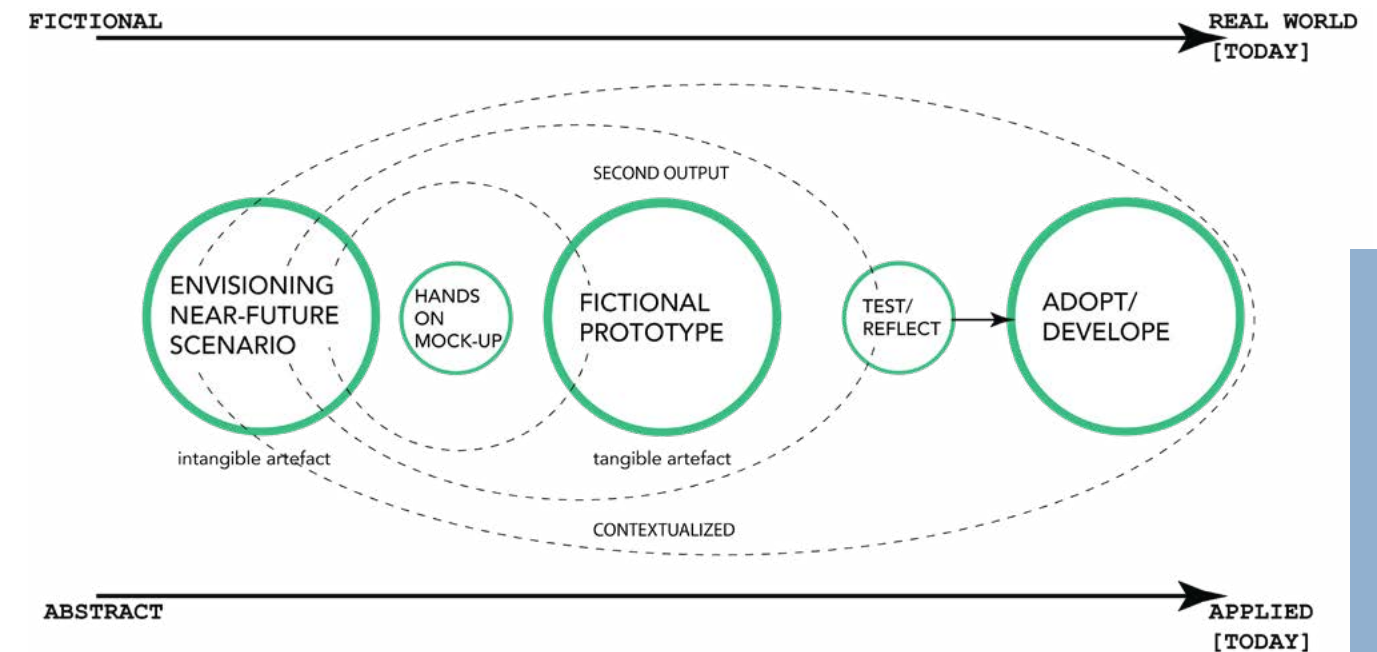 FICTIONAL
REAL WORLD
[TODAY]
SECOND OUTPUT
ENVISIONING
NEAR-FUTURE
SCENARIO
HANDS
ON
MOCK-UP
FICTIONAL
PROTOTYPE
TEST/
REFLECT
ADOPT/
DEVELOPE
intangible artefact
tangible artefact
CONTEXTUALIZED
ABSTRACT
APPLIED
[TODAY]